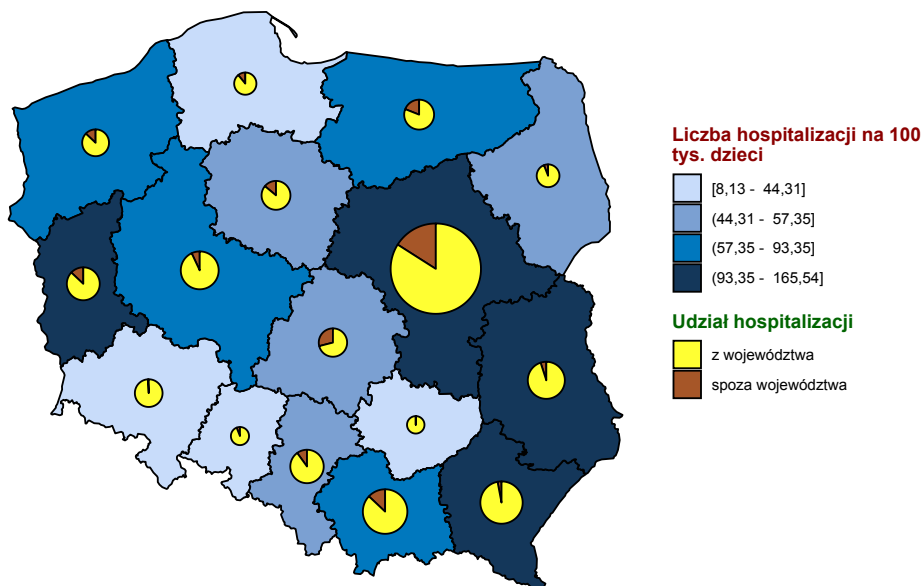 Liczba hospitalizacji na 100
tys. dzieci
[8,13 - 44,31]
(44,31 - 57,35]
(57,35 - 93,35]
(93,35 - 165,54]
Udział hospitalizacji
z województwa
spoza województwa